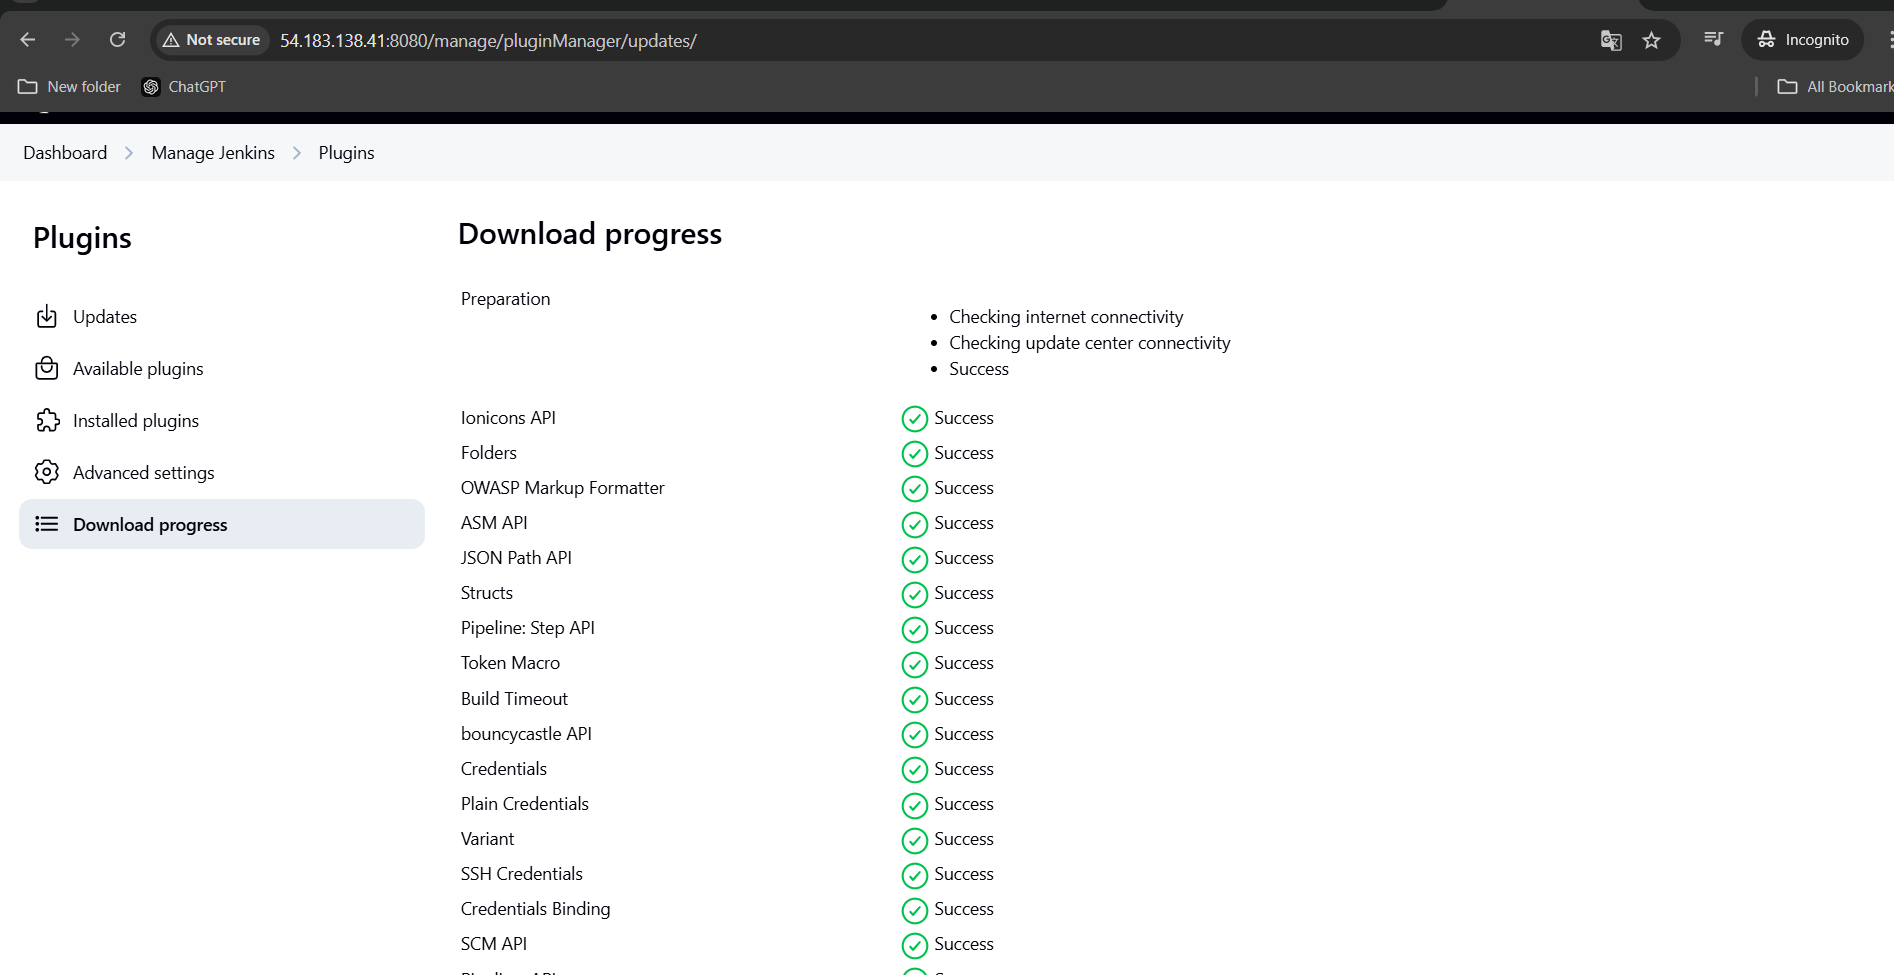 Not secure 54.183.138.41:8080/manage/pluginManager/updates/ Incognito
New folder ChatGPT All Bookmark
Dashboard Manage Jenkins Plugins
Plugins
Updates
Available plugins
Installed plugins
Advanced settings
Download progress
Download progress
Preparation
Checking internet connectivity
Checking update center connectivity
Success
Ionicons API Success
Folders Success
OWASP Markup Formatter Success
ASM API Success
JSON Path API Success
Structs Success
Pipeline: Step API Success
Token Macro Success
Build Timeout Success
bouncycastle API Success
Credentials Success
Plain Credentials Success
Variant Success
SSH Credentials Success
Credentials Binding Success
SCM API Success